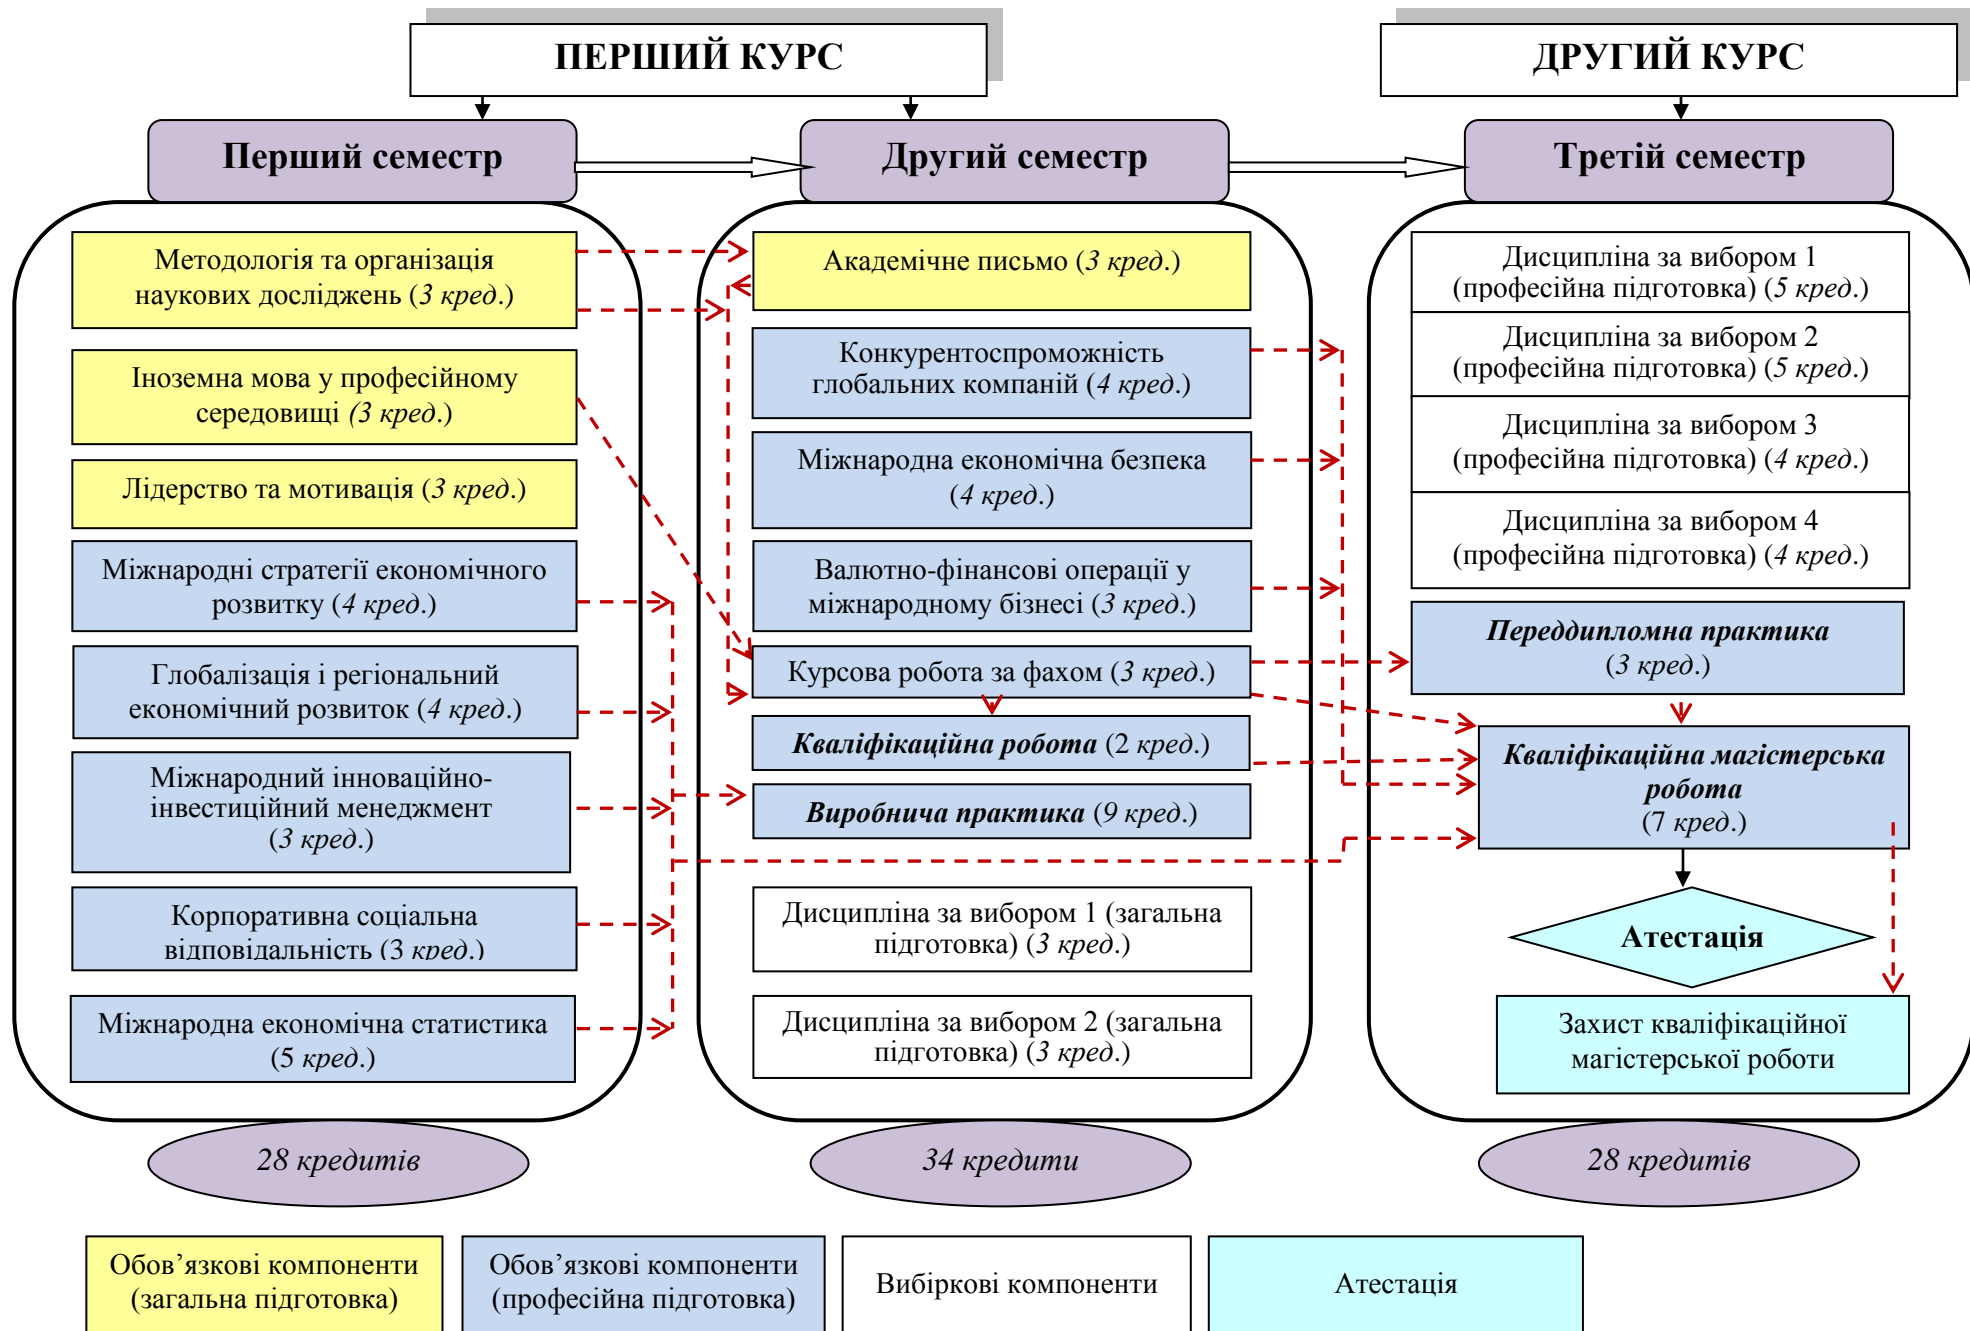 ПЕРШИЙ КУРС
ДРУГИЙ КУРС
Перший семестр
Другий семестр
Третій семестр
Методологія та організація
наукових досліджень (3 кред.)
Іноземна мова у професійному
середовищі (3 кред.)
Лідерство та мотивація (3 кред.)
Міжнародні стратегії економічного
розвитку (4 кред.)
Глобалізація і регіональний
економічний розвиток (4 кред.)
Міжнародний інноваційно-
інвестиційний менеджмент
(3 кред.)
Корпоративна соціальна
відповідальність (3 кред.)
Міжнародна економічна статистика
(5 кред.)
28 кредитів
Академічне письмо (3 кред.)
Конкурентоспроможність
глобальних компаній (4 кред.)
Міжнародна економічна безпека
(4 кред.)
Валютно-фінансові операції у
міжнародному бізнесі (3 кред.)
Курсова робота за фахом (3 кред.)
Кваліфікаційна робота (2 кред.)
Виробнича практика (9 кред.)
Дисципліна за вибором 1 (загальна
підготовка) (3 кред.)
Дисципліна за вибором 2 (загальна
підготовка) (3 кред.)
34 кредити
Дисципліна за вибором 1
(професійна підготовка) (5 кред.)
Дисципліна за вибором 2
(професійна підготовка) (5 кред.)
Дисципліна за вибором 3
(професійна підготовка) (4 кред.)
Дисципліна за вибором 4
(професійна підготовка) (4 кред.)
Переддипломна практика
(3 кред.)
Кваліфікаційна магістерська
робота
(7 кред.)
Атестація
Захист кваліфікаційної
магістерської роботи
28 кредитів
Обов’язкові компоненти
(загальна підготовка)
Обов’язкові компоненти
(професійна підготовка)
Вибіркові компоненти
Атестація